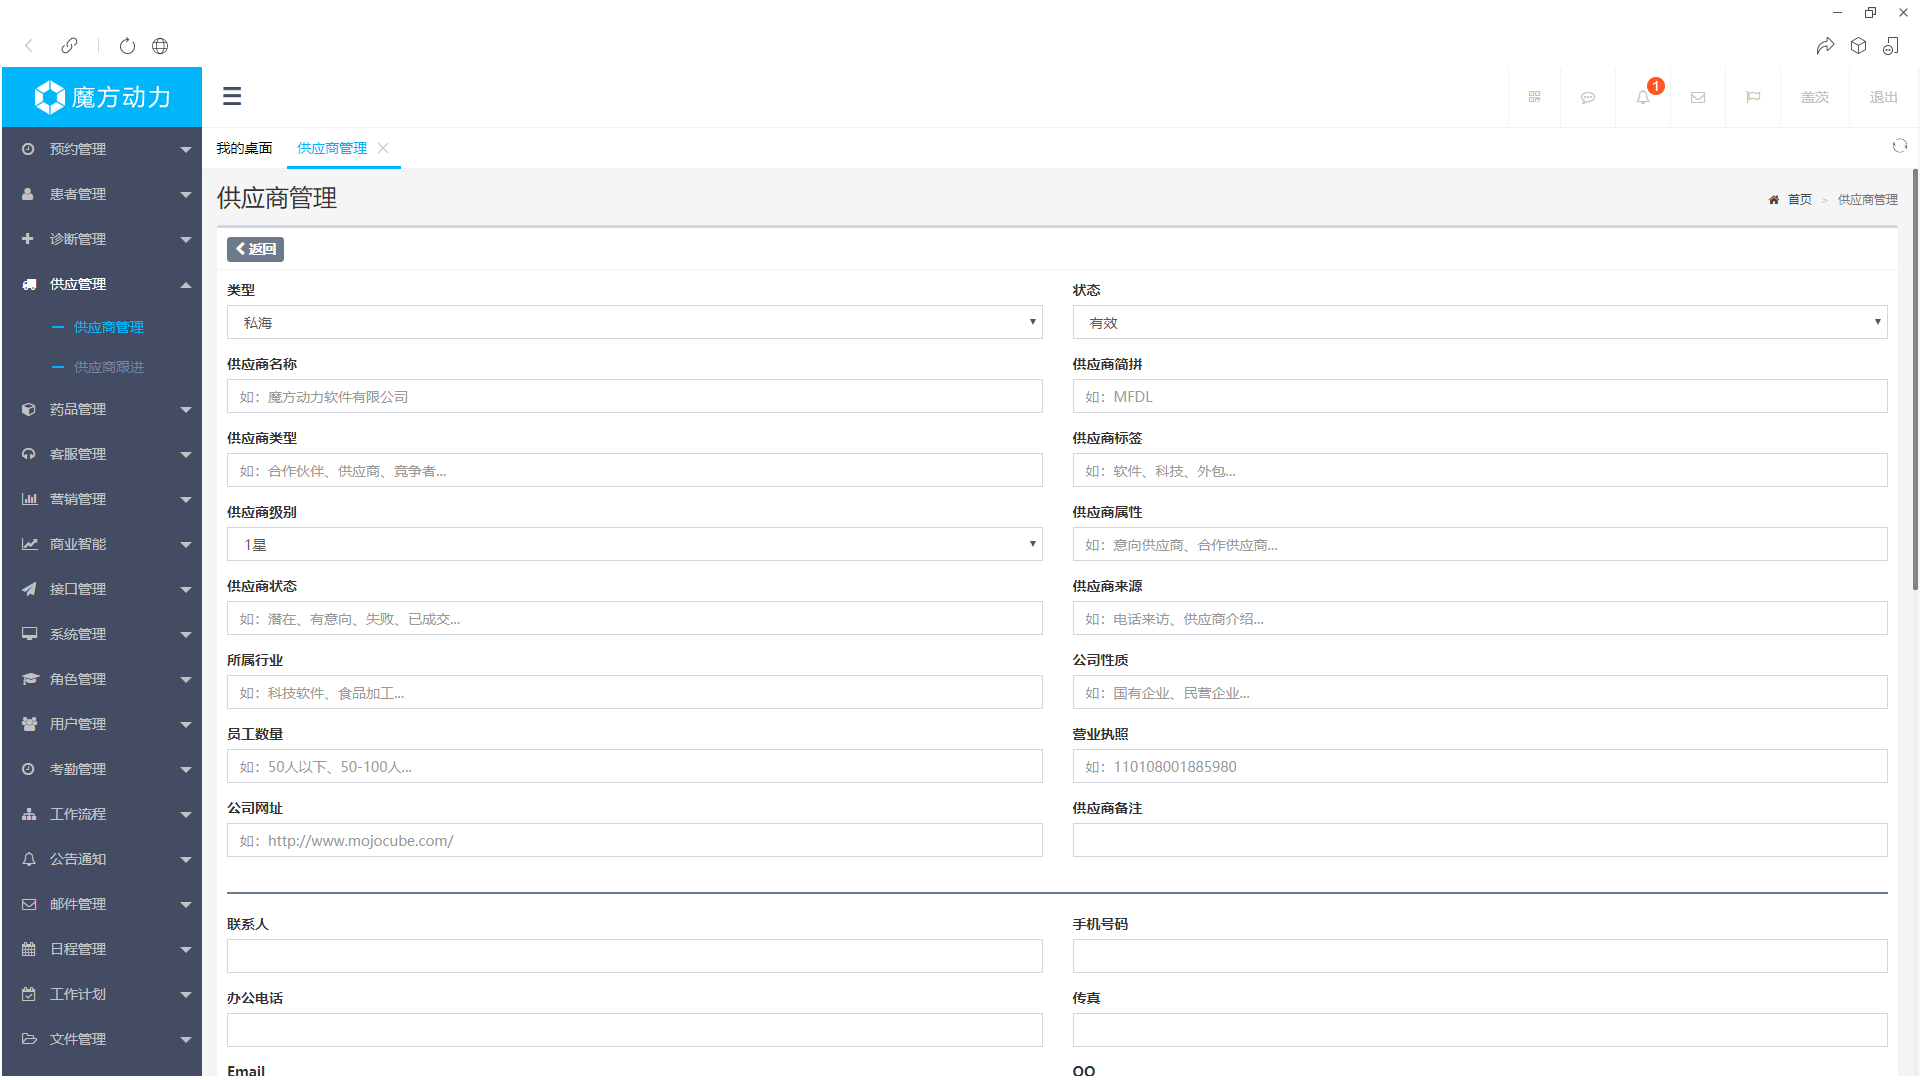 魔方动力
1
盖茨
退出
我的桌面
供应商管理
供应商管理
首页 > 供应商管理
预约管理
患者管理
诊断管理
供应管理
供应商管理
供应商跟进
药品管理
客服管理
营销管理
商业智能
接口管理
系统管理
角色管理
用户管理
考勤管理
工作流程
公告通知
邮件管理
日程管理
工作计划
文件管理
返回
类型
状态
私海
有效
供应商名称
供应商简拼
如：魔方动力软件有限公司
如：MFDL
供应商类型
供应商标签
如：合作伙伴、供应商、竞争者...
如：软件、科技、外包...
供应商级别
供应商属性
1星
如：意向供应商、合作供应商...
供应商状态
供应商来源
如：潜在、有意向、失败、已成交...
如：电话来访、供应商介绍...
所属行业
公司性质
如：科技软件、食品加工...
如：国有企业、民营企业...
员工数量
营业执照
如：50人以下、50-100人...
如：110108001885980
公司网址
供应商备注
如：http://www.mojocube.com/
联系人
手机号码
办公电话
传真
Email
QQ